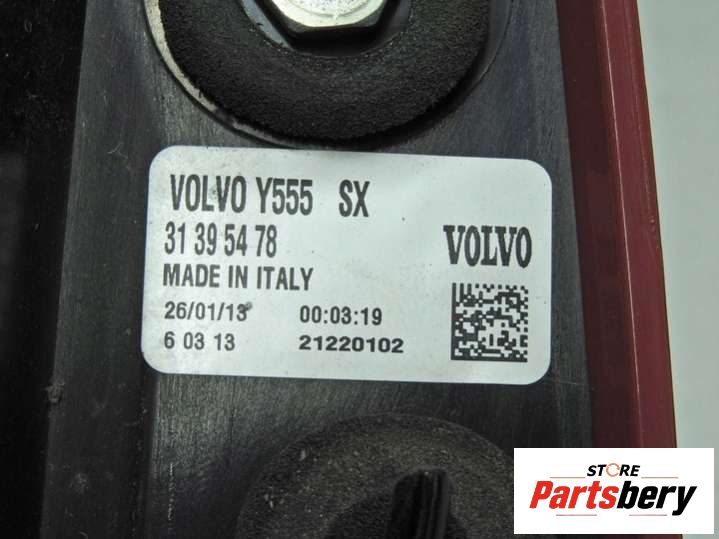 VOLVO Y555 SX
31 39 54 78
VOLVO
MADE IN ITALY
26/01/13 00:03:19
6 03 13 21220102
STORE
Partsbery